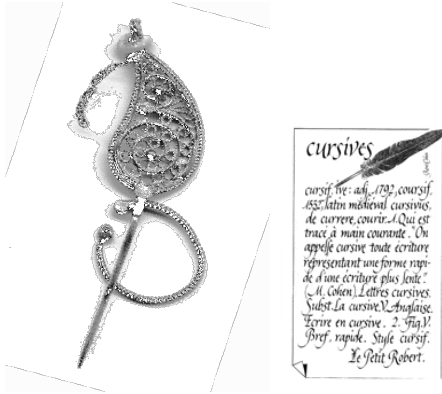 cursives
cursif, ive : adj. 1792, coursif.
1532, latin médiéval cursivus,
de currere, courir. 1. Qui est
tracé à main courante. "On
appelle cursive toute écriture
représentant une forme rapi-
de d'une écriture plus lente."
(M. Cohen). Lettres cursives.
Subst. La cursive. V. Anglaise.
Écrire en cursive. 2. Fig. V.
Bref, rapide. Style cursif.
Le Petit Robert.